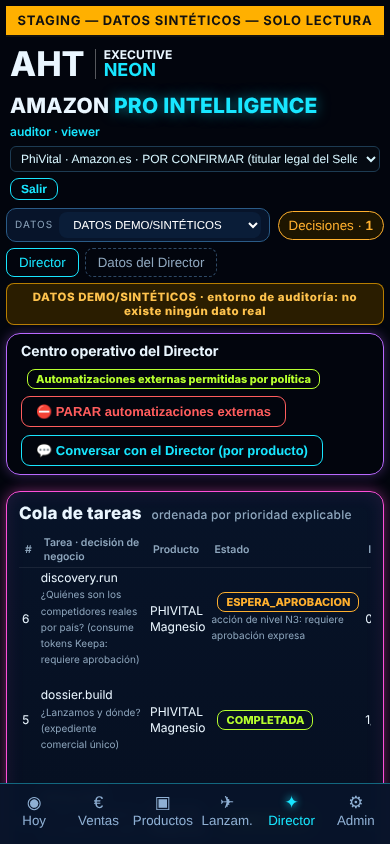 STAGING — DATOS SINTÉTICOS — SOLO LECTURA
AHT EXECUTIVE
NEON
AMAZON PRO INTELLIGENCE
auditor · viewer
PhiVital · Amazon.es · POR CONFIRMAR (titular legal del Selle
Salir
DATOS DATOS DEMO/SINTÉTICOS Decisiones · 1
Director Datos del Director
DATOS DEMO/SINTÉTICOS · entorno de auditoría: no
existe ningún dato real
Centro operativo del Director
Automatizaciones externas permitidas por política
⛔ PARAR automatizaciones externas
💬 Conversar con el Director (por producto)
Cola de tareas ordenada por prioridad explicable
# Tarea · decisión de
negocio Producto Estado
6 discovery.run
¿Quiénes son los
competitores reales
por país? (consume
tokens Keepa:
requiere aprobación)
PHIVITAL
Magnesio
ESPERA_APROBACION
acción de nivel N3: requiere
aprobación expresa
5 dossier.build
¿Lanzamos y dónde?
(expediente
comercial único)
PHIVITAL
Magnesio
COMPLETADA
Hoy Ventas Productos Lanzam. Director Admin